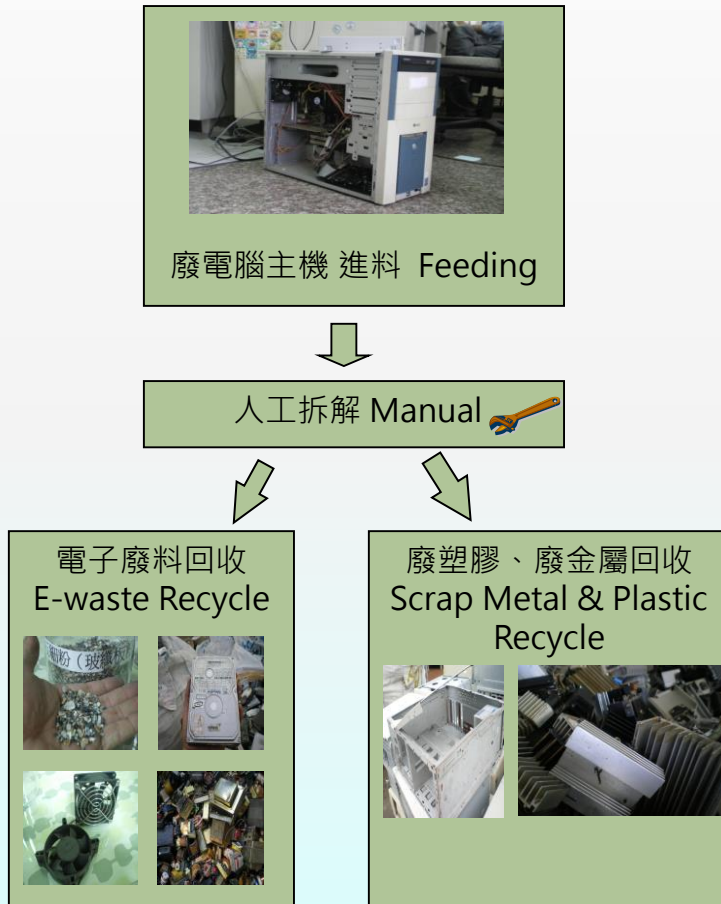 廢電腦主機 進料 Feeding
人工拆解 Manual
電子廢料回收
E-waste Recycle
廢塑膠、廢金屬回收
Scrap Metal & Plastic
Recycle